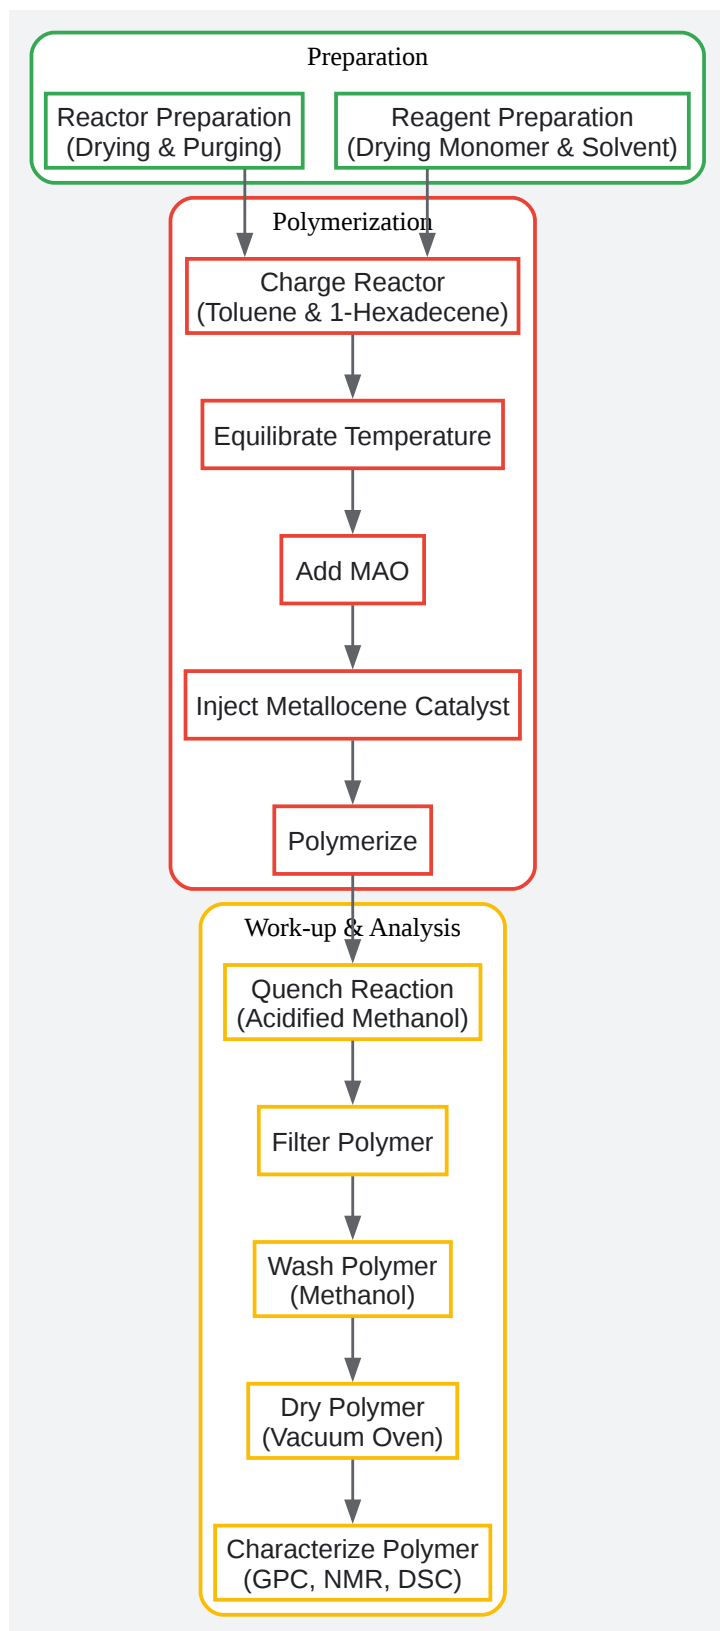 Preparation
Reactor Preparation
(Drying & Purging)
Reagent Preparation
(Drying Monomer & Solvent)
Polymerization
Charge Reactor
(Toluene & 1-Hexadecene)
Equilibrate Temperature
Add MAO
Inject Metallocene Catalyst
Polymerize
Work-up & Analysis
Quench Reaction
(Acidified Methanol)
Filter Polymer
Wash Polymer
(Methanol)
Dry Polymer
(Vacuum Oven)
Characterize Polymer
(GPC, NMR, DSC)